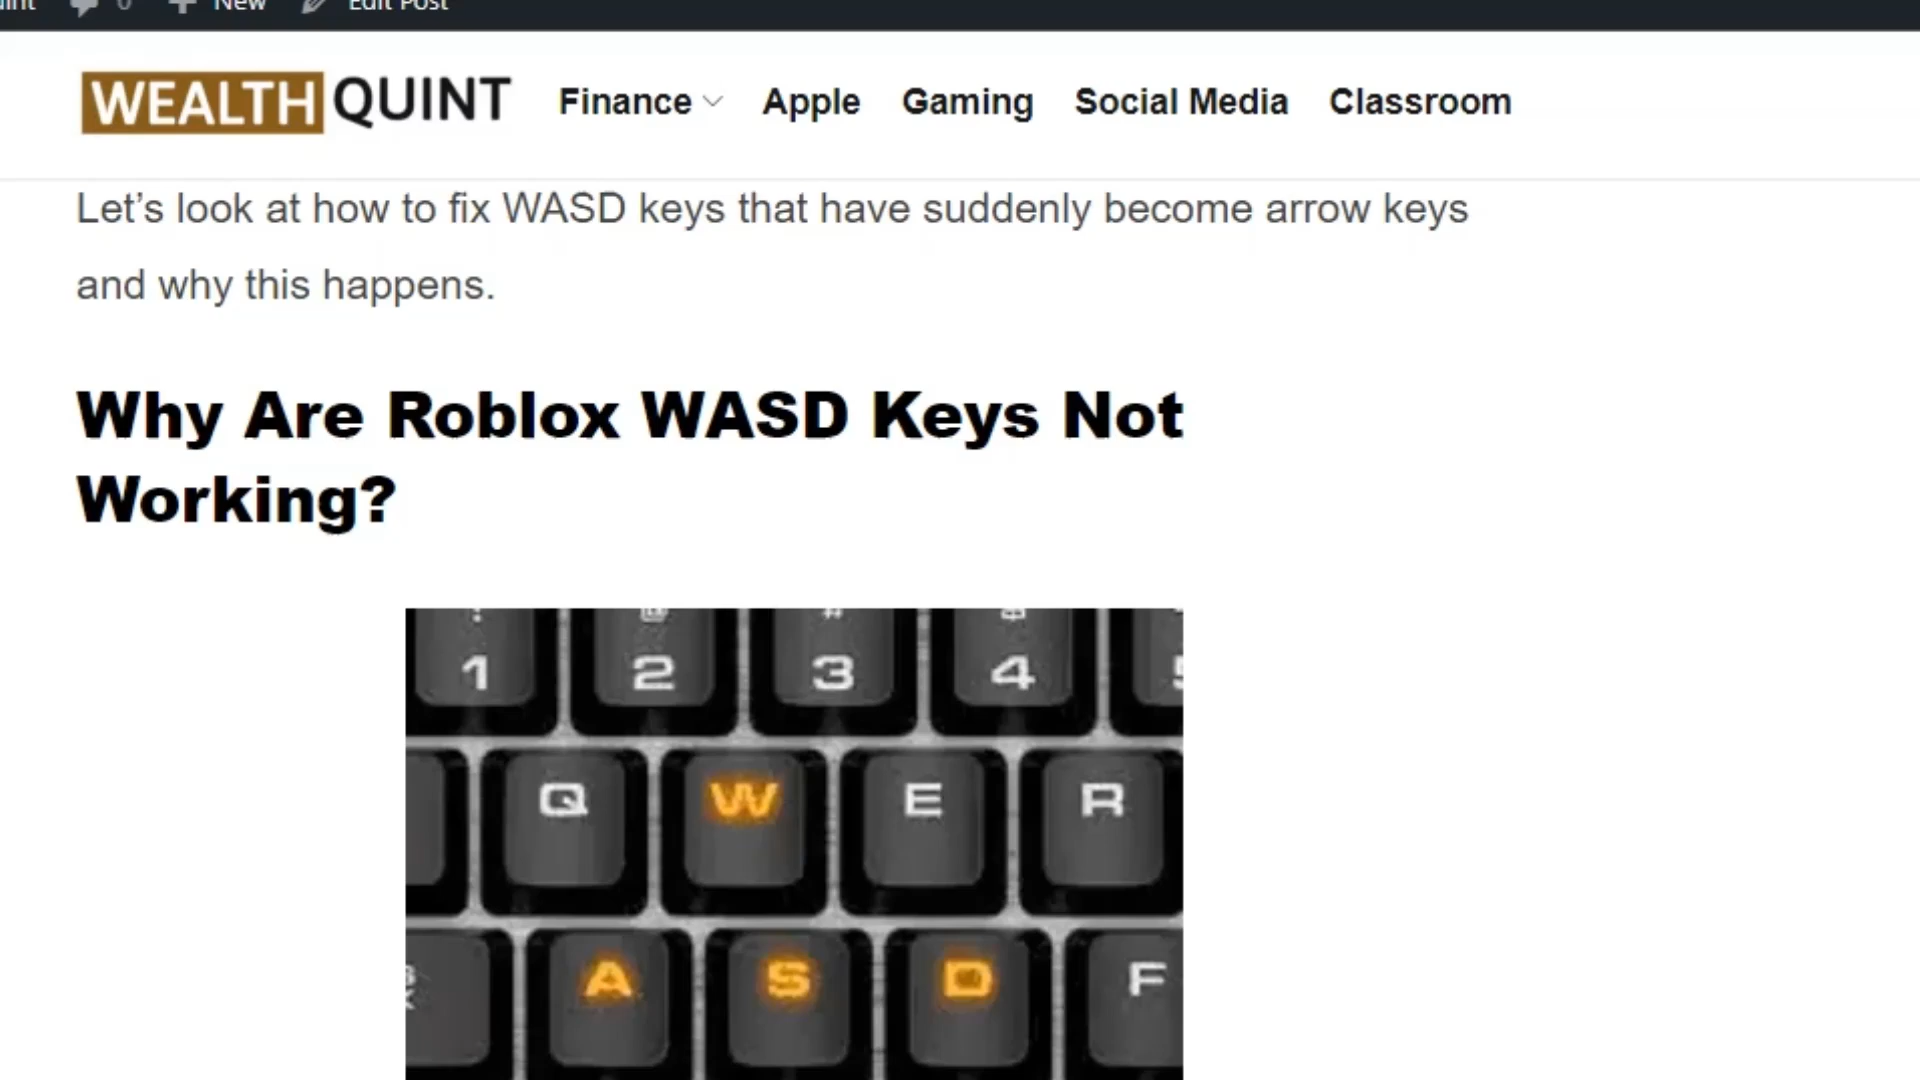 0 New Edit Post
WEALTH QUINT Finance Apple Gaming Social Media Classroom
Let’s look at how to fix WASD keys that have suddenly become arrow keys
and why this happens.
Why Are Roblox WASD Keys Not
Working?
1 2 3 4
Q W E R
A S D F